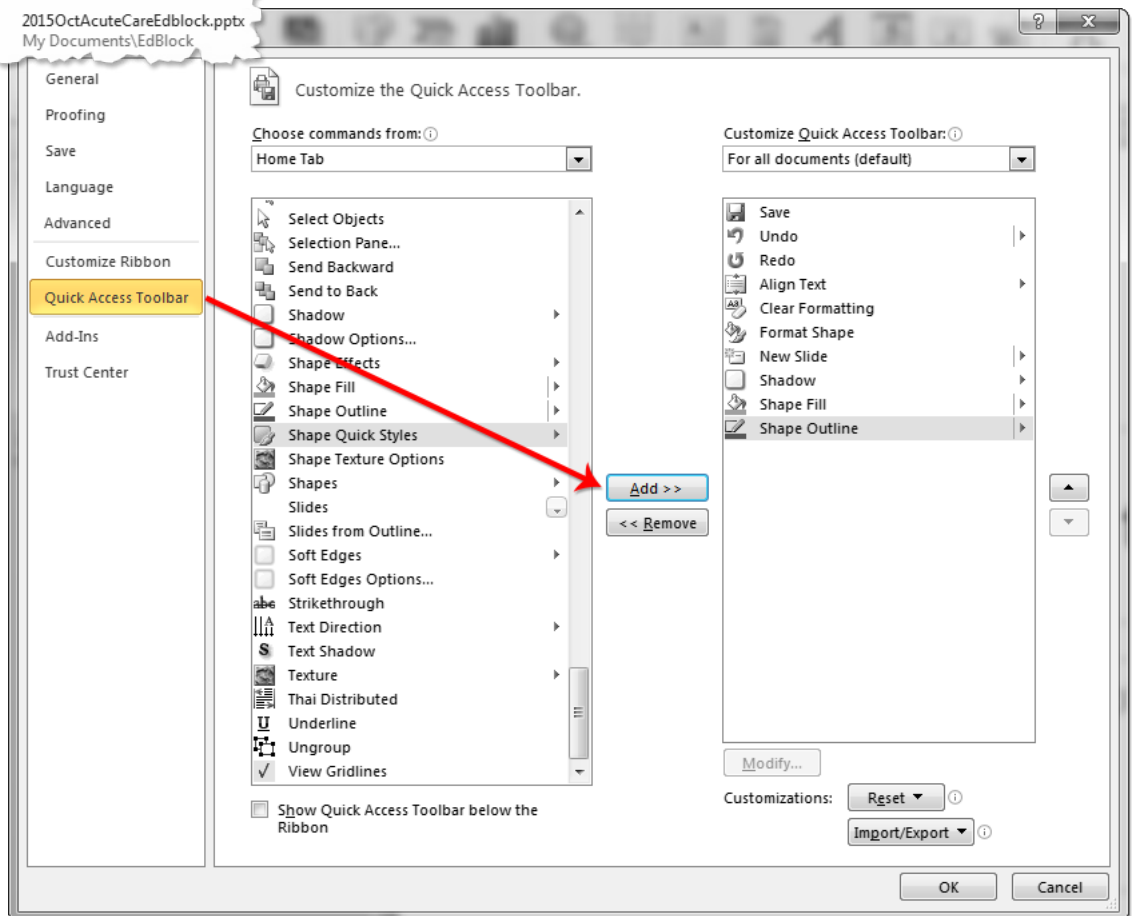 2015OctAcuteCareEdblock.pptx
My Documents\EdBlock
General
Proofing
Save
Language
Advanced
Customize Ribbon
Quick Access Toolbar
Add-Ins
Trust Center
Customize the Quick Access Toolbar.
Choose commands from:
Home Tab
Select Objects
Selection Pane...
Send Backward
Send to Back
Shadow
Shadow Options...
Shape Effects
Shape Fill
Shape Outline
Shape Quick Styles
Shape Texture Options
Shapes
Slides
Slides from Outline...
Soft Edges
Soft Edges Options...
Strikethrough
Text Direction
Text Shadow
Texture
Thai Distributed
Underline
Ungroup
View Gridlines
Show Quick Access Toolbar below the
Ribbon
Add >>
<< Remove
Customize Quick Access Toolbar:
For all documents (default)
Save
Undo
Redo
Align Text
Clear Formatting
Format Shape
New Slide
Shadow
Shape Fill
Shape Outline
Modify...
Customizations:
Reset
Import/Export
OK
Cancel